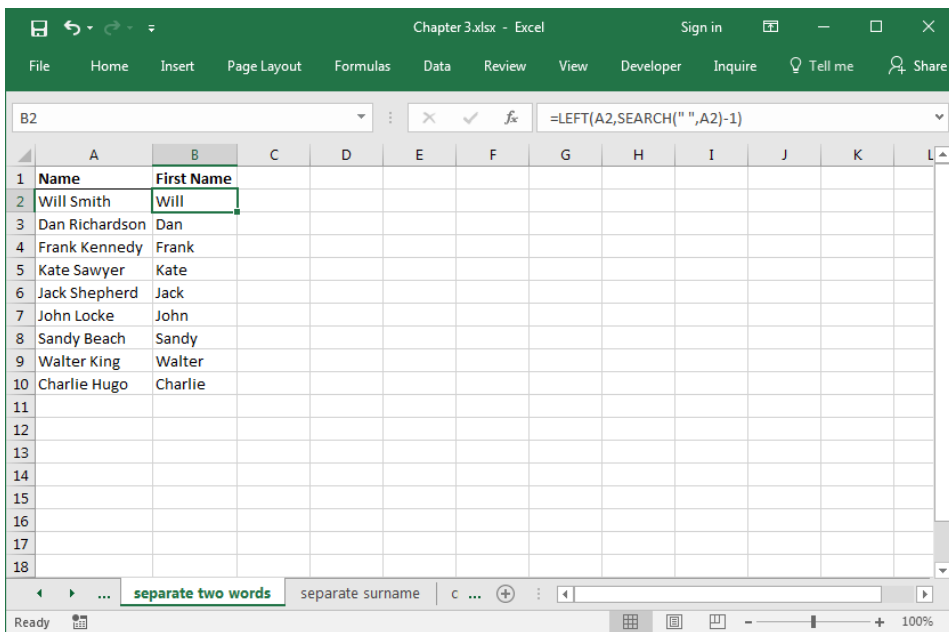 Chapter 3.xlsx - Excel Sign in
File Home Insert Page Layout Formulas Data Review View Developer Inquire Tell me Share
B2 fx =LEFT(A2,SEARCH(" ",A2)-1)
A B C D E F G H I J K L
1 Name First Name
2 Will Smith Will
3 Dan Richardson Dan
4 Frank Kennedy Frank
5 Kate Sawyer Kate
6 Jack Shepherd Jack
7 John Locke John
8 Sandy Beach Sandy
9 Walter King Walter
10 Charlie Hugo Charlie
11
12
13
14
15
16
17
18
... separate two words separate surname c ...
Ready 100%